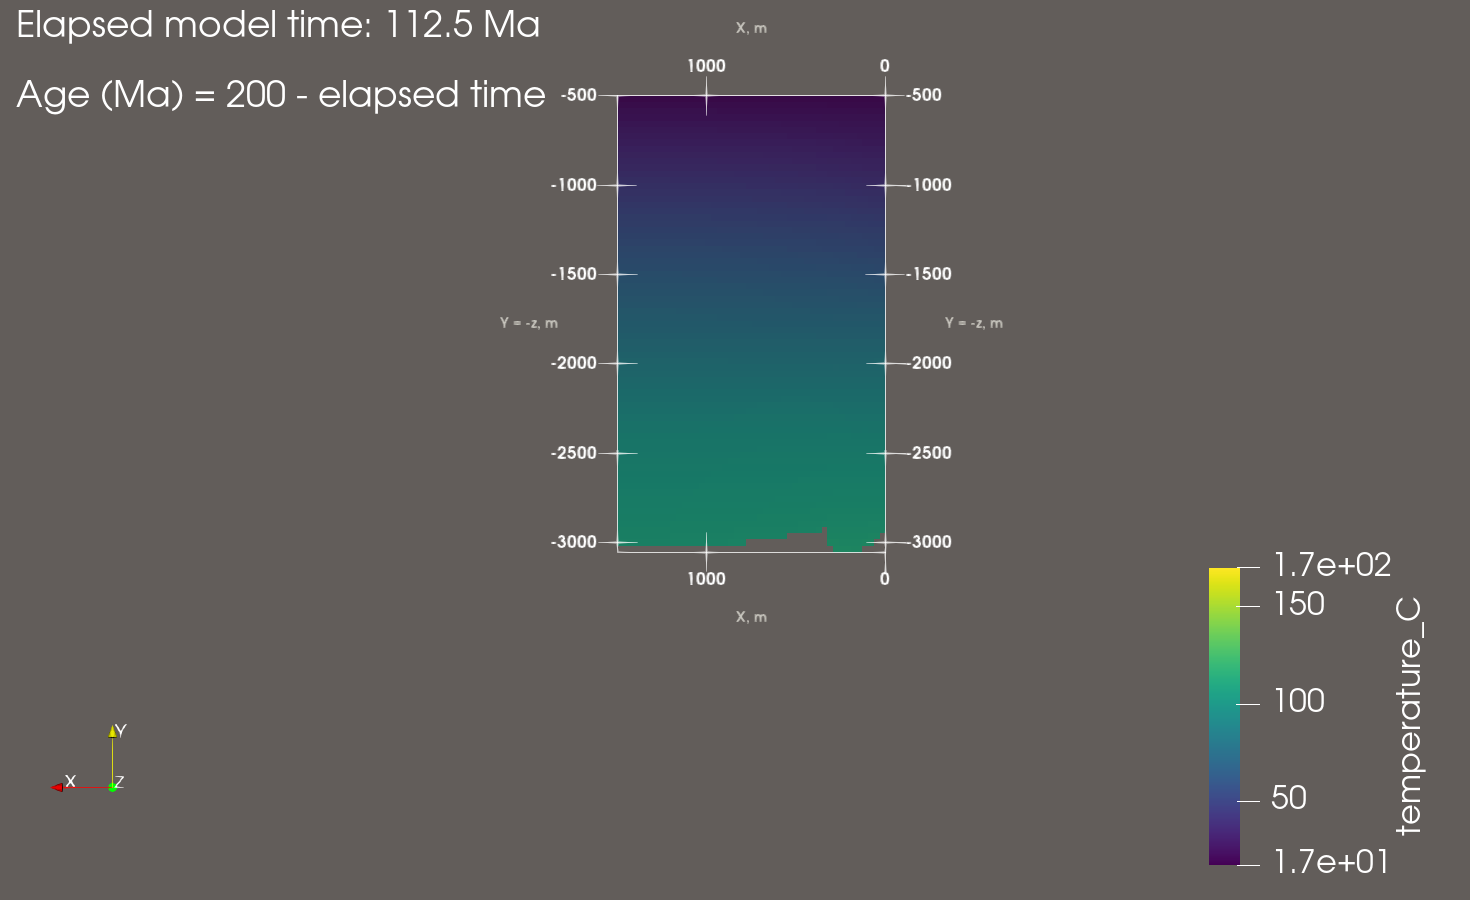 Elapsed model time: 112.5 Ma
Age (Ma) = 200 - elapsed time
X, m
1000 0
-500 -500
-1000 -1000
-1500 -1500
Y = -z, m Y = -z, m
-2000 -2000
-2500 -2500
-3000 -3000
1000 0
X, m
1.7e+02
150
100
50
1.7e+01
temperature_C
Y
X Z